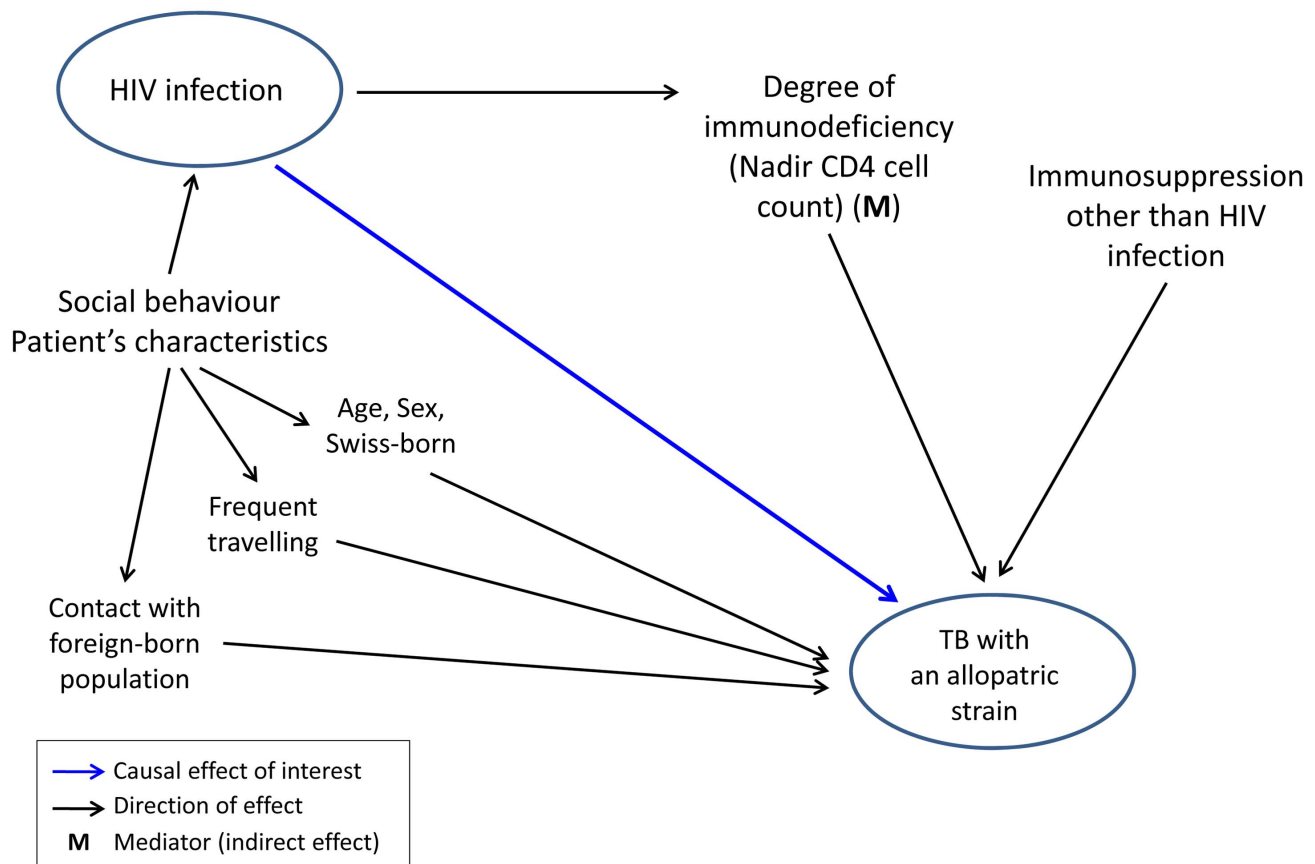 HIV infection
Degree of
immunodeficiency
(Nadir CD4 cell
count) (M)
Immunosuppression
other than HIV
infection
Social behaviour
Patient’s characteristics
Age, Sex,
Swiss-born
Frequent
travelling
Contact with
foreign-born
population
TB with
an allopatric
strain
Causal effect of interest
Direction of effect
M Mediator (indirect effect)